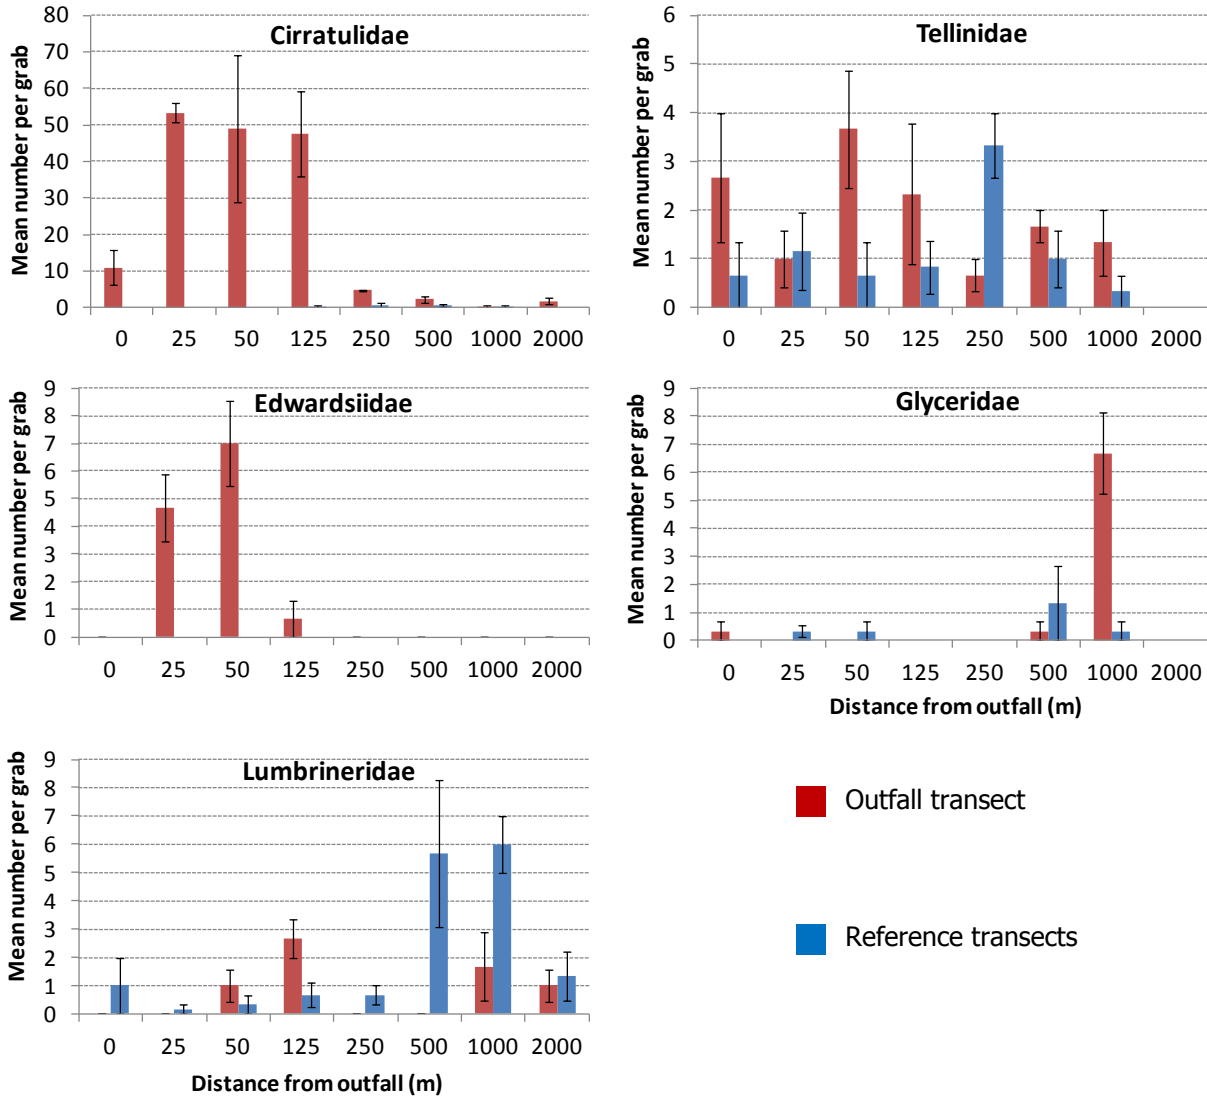 Cirratulidae
Mean number per grab
80
70
60
50
40
30
20
10
0
0 25 50 125 250 500 1000 2000
Tellinidae
Mean number per grab
6
5
4
3
2
1
0
0 25 50 125 250 500 1000 2000
Edwardsiidae
Mean number per grab
9
8
7
6
5
4
3
2
1
0
0 25 50 125 250 500 1000 2000
Glyceridae
Mean number per grab
9
8
7
6
5
4
3
2
1
0
0 25 50 125 250 500 1000 2000
Distance from outfall (m)
Lumbrineridae
Mean number per grab
9
8
7
6
5
4
3
2
1
0
0 25 50 125 250 500 1000 2000
Distance from outfall (m)
Outfall transect
Reference transects